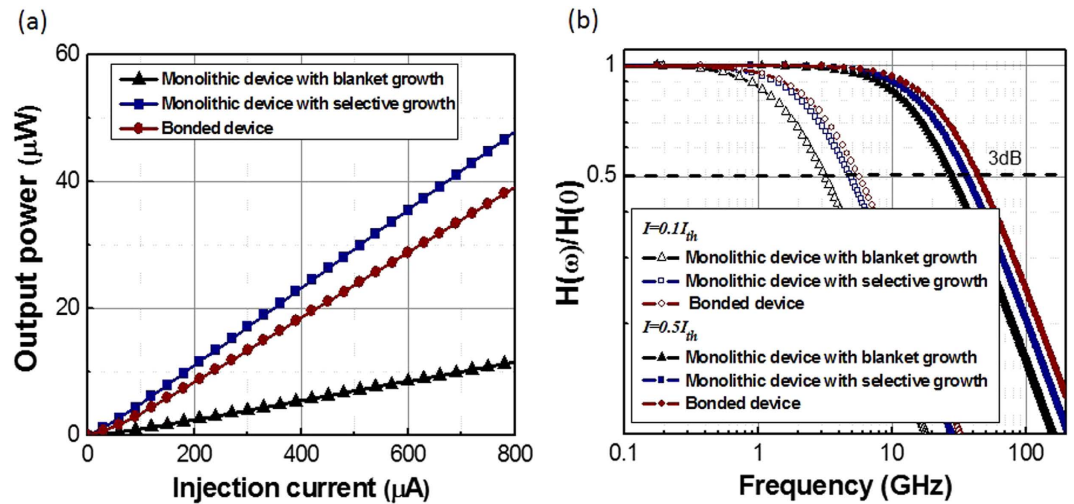 (a)
60
40
20
0
Output power (μW)
Monolithic device with blanket growth
Monolithic device with selective growth
Bonded device
0 200 400 600 800
Injection current (μA)
(b)
1
0.5
H(ω)/H(0)
3dB
I=0.1Ith
Monolithic device with blanket growth
Monolithic device with selective growth
Bonded device
I=0.5Ith
Monolithic device with blanket growth
Monolithic device with selective growth
Bonded device
0.1 1 10 100
Frequency (GHz)